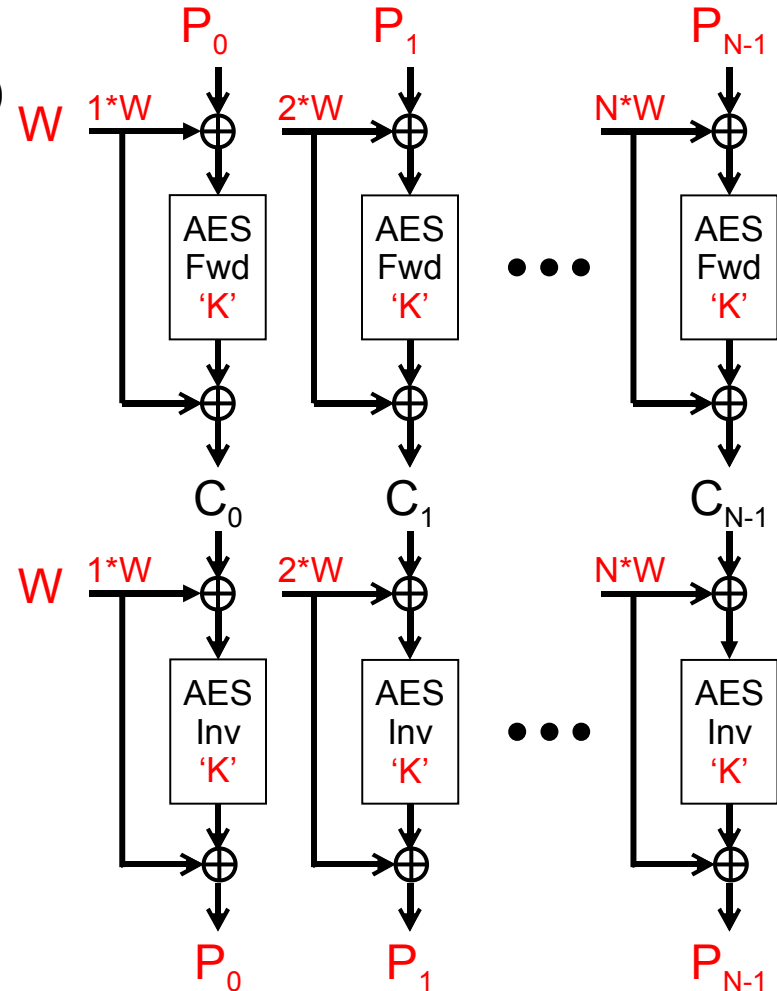 )
P0 P1 PN-1
W 1*W 2*W N*W
AES AES AES
Fwd Fwd Fwd
‘K’ ‘K’ ‘K’
C0 C1 CN-1
W 1*W 2*W N*W
AES AES AES
Inv Inv Inv
‘K’ ‘K’ ‘K’
P0 P1 PN-1